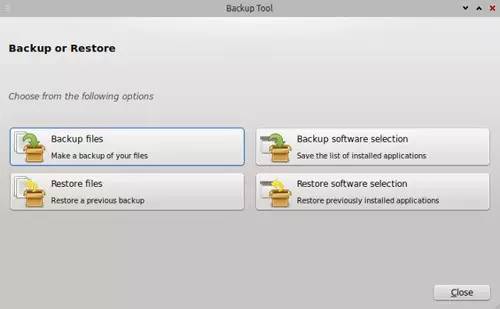 Backup Tool
Backup or Restore
Choose from the following options
Backup files
Make a backup of your files
Backup software selection
Save the list of installed applications
Restore files
Restore a previous backup
Restore software selection
Restore previously installed applications
Close